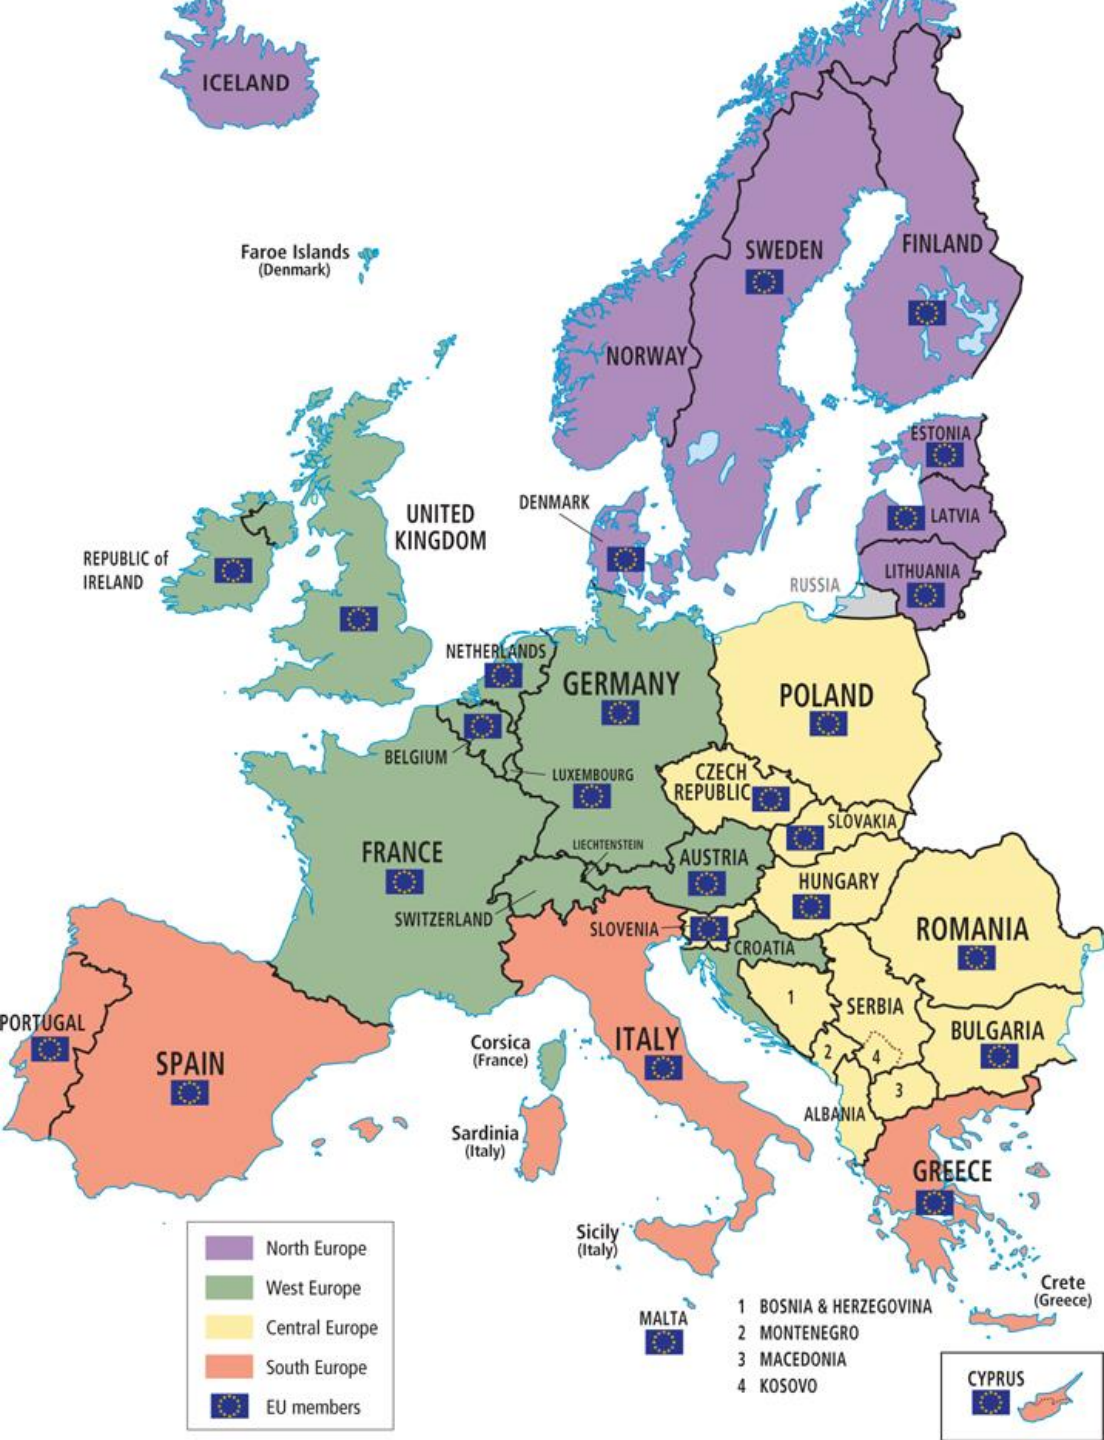 ICELAND
Faroe Islands
(Denmark)
SWEDEN
FINLAND
NORWAY
ESTONIA
DENMARK
LATVIA
UNITED
KINGDOM
REPUBLIC of
IRELAND
LITHUANIA
RUSSIA
NETHERLANDS
GERMANY
POLAND
BELGIUM
LUXEMBOURG
CZECH
REPUBLIC
SLOVAKIA
LIECHTENSTEIN
FRANCE
AUSTRIA
HUNGARY
SWITZERLAND
SLOVENIA
CROATIA
ROMANIA
1
SERBIA
PORTUGAL
SPAIN
Corsica
(France)
ITALY
2
4
BULGARIA
3
ALBANIA
Sardinia
(Italy)
GREECE
Sicily
(Italy)
Crete
(Greece)
MALTA
North Europe
West Europe
Central Europe
South Europe
EU members
1 BOSNIA & HERZEGOVINA
2 MONTENEGRO
3 MACEDONIA
4 KOSOVO
CYPRUS